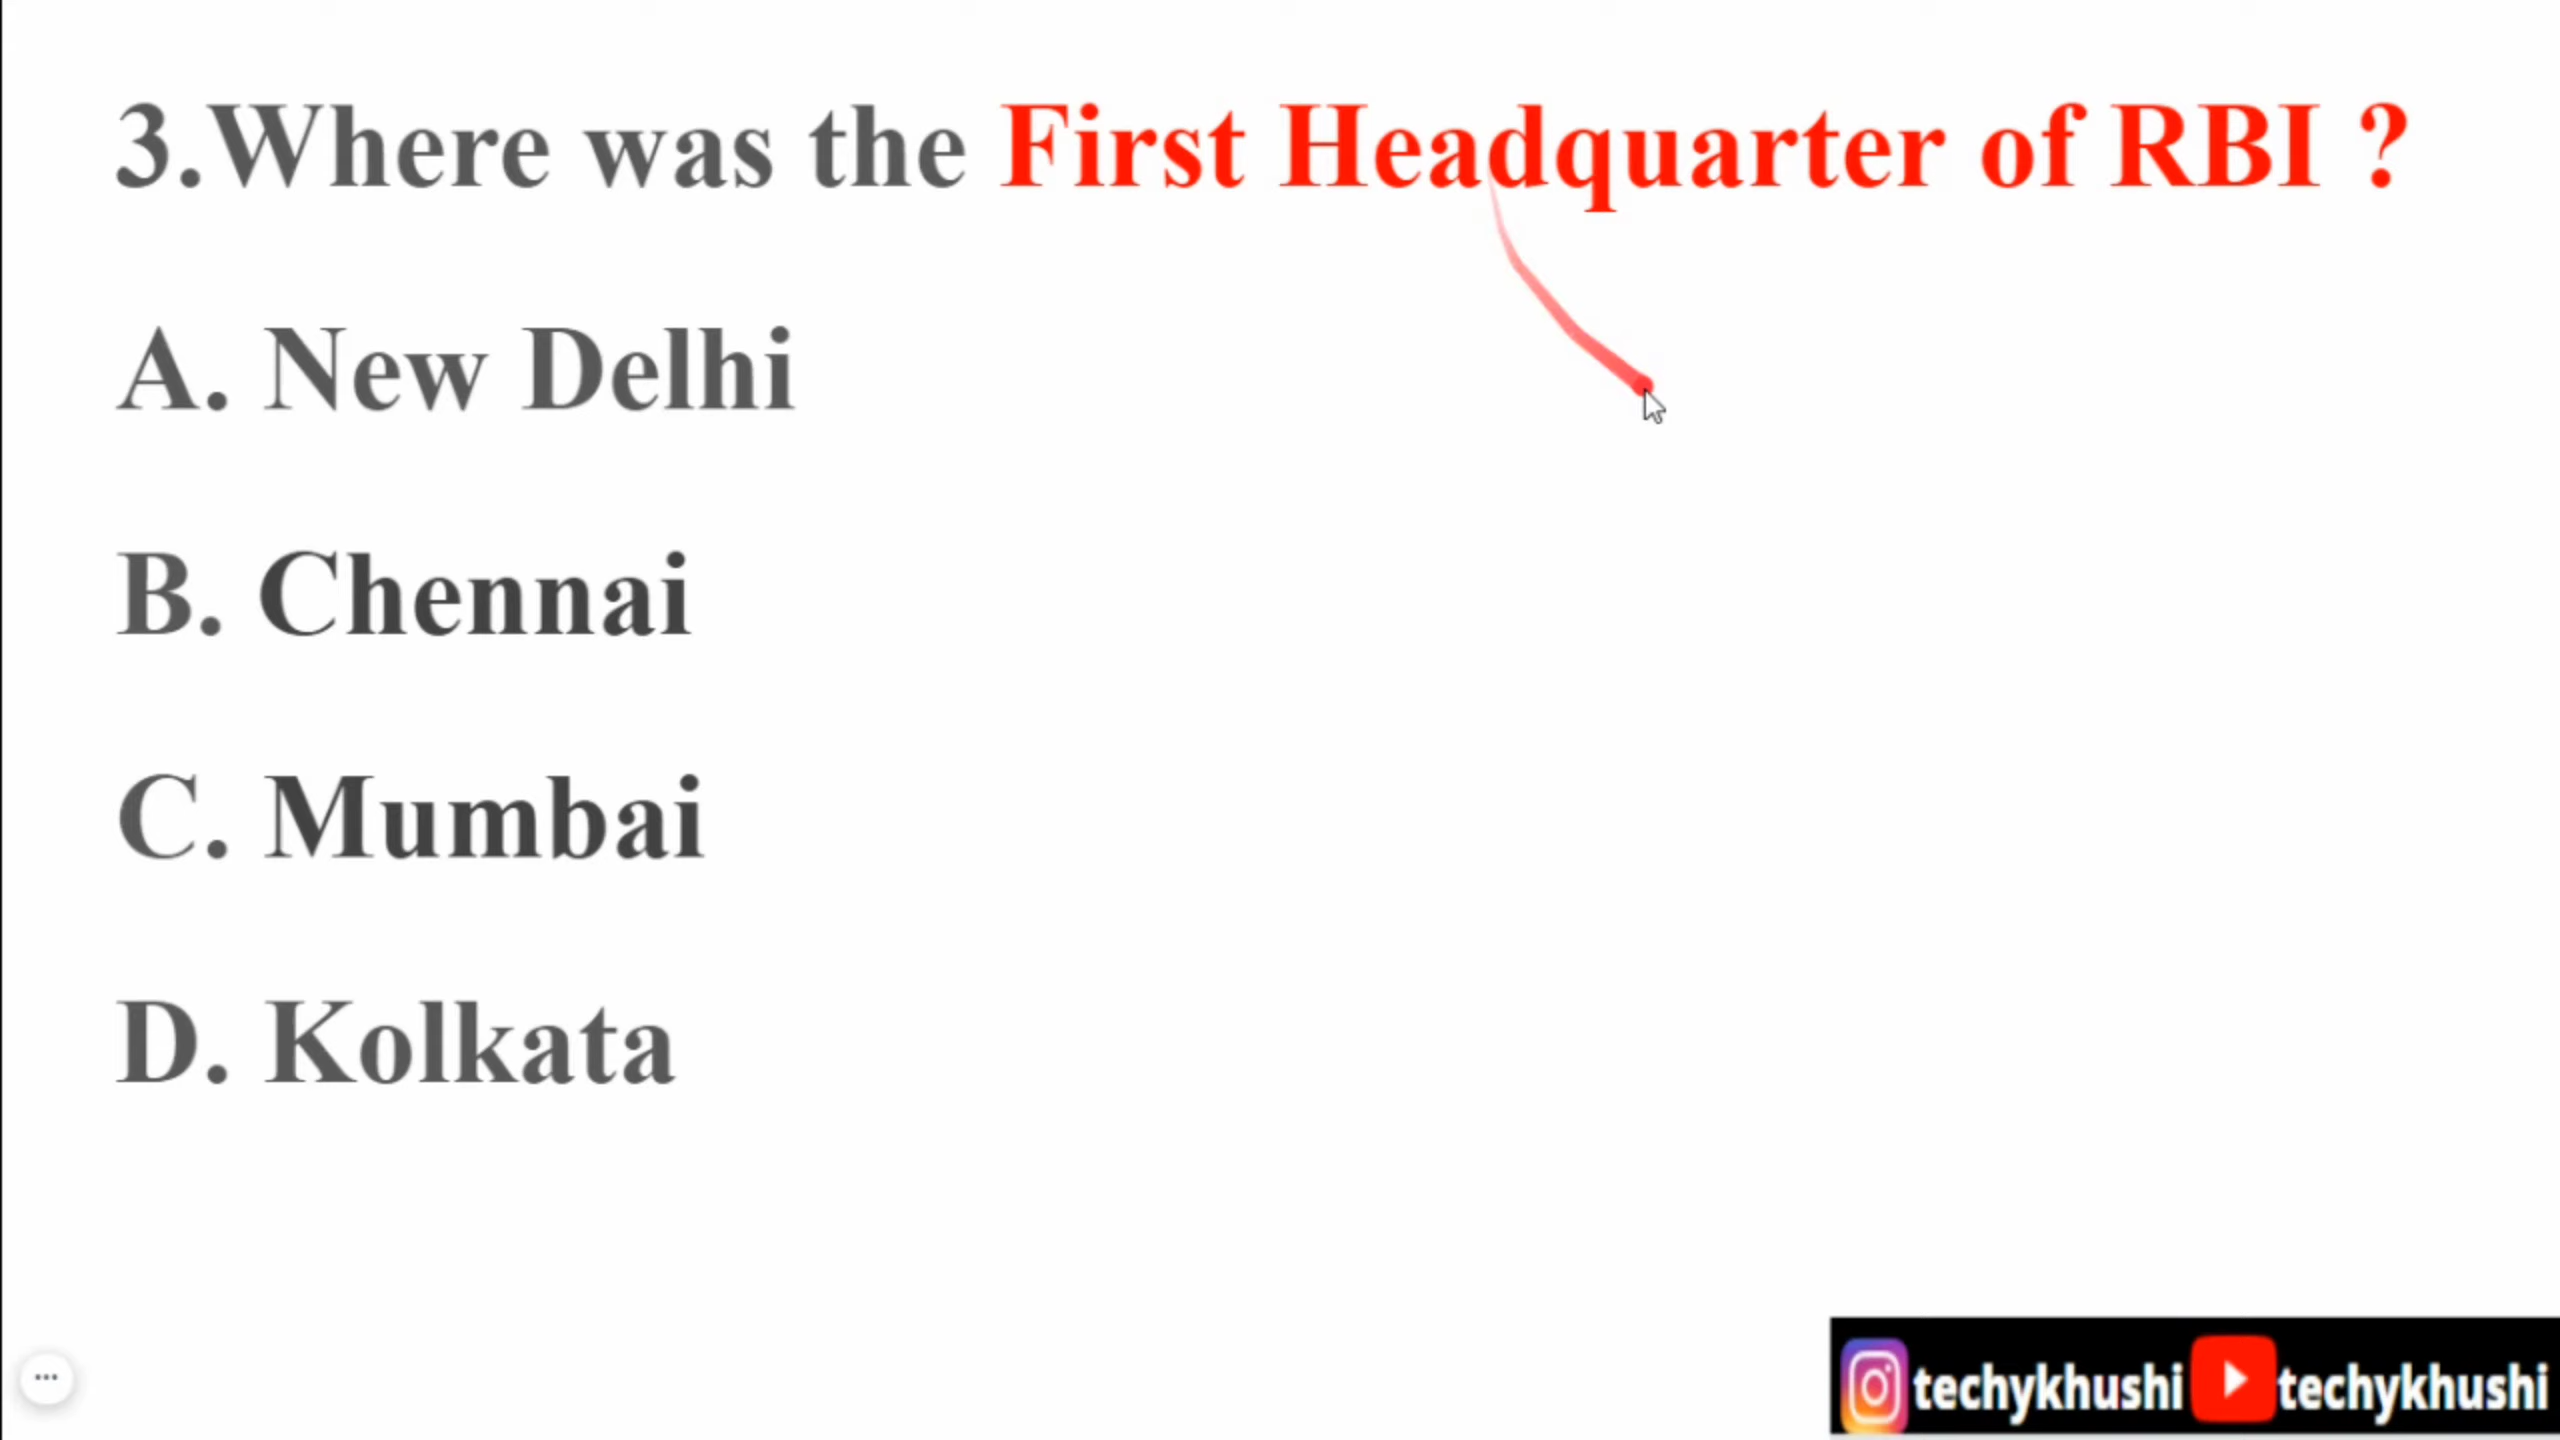 3.Where was the First Headquarter of RBI ?
A. New Delhi
B. Chennai
C. Mumbai
D. Kolkata
techykhushi techykhushi